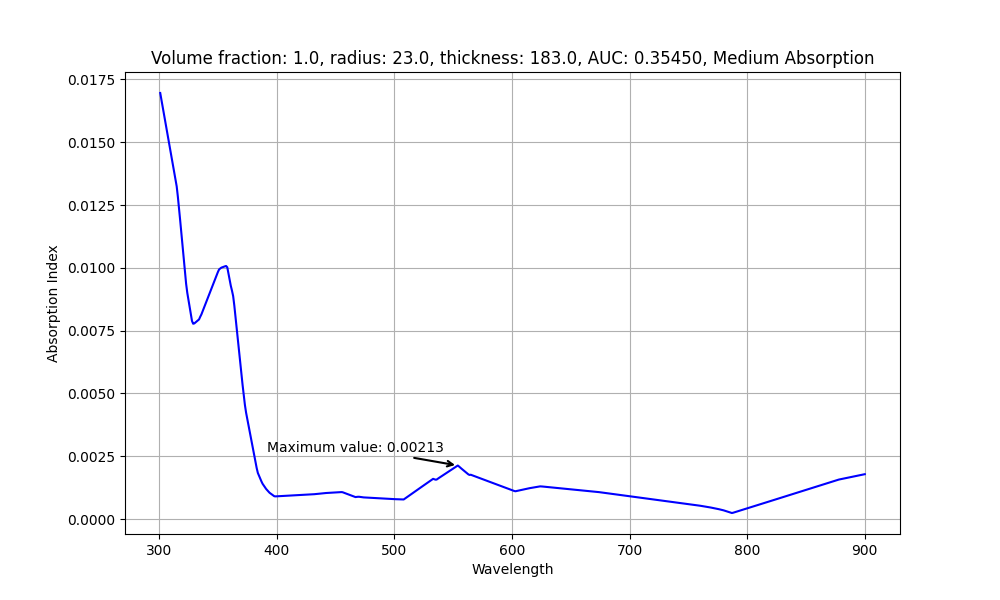 Volume fraction: 1.0, radius: 23.0, thickness: 183.0, AUC: 0.35450, Medium Absorption
0.0175
0.0150
0.0125
0.0100
0.0075
0.0050
0.0025
0.0000
Absorption Index
Maximum value: 0.00213
300 400 500 600 700 800 900
Wavelength